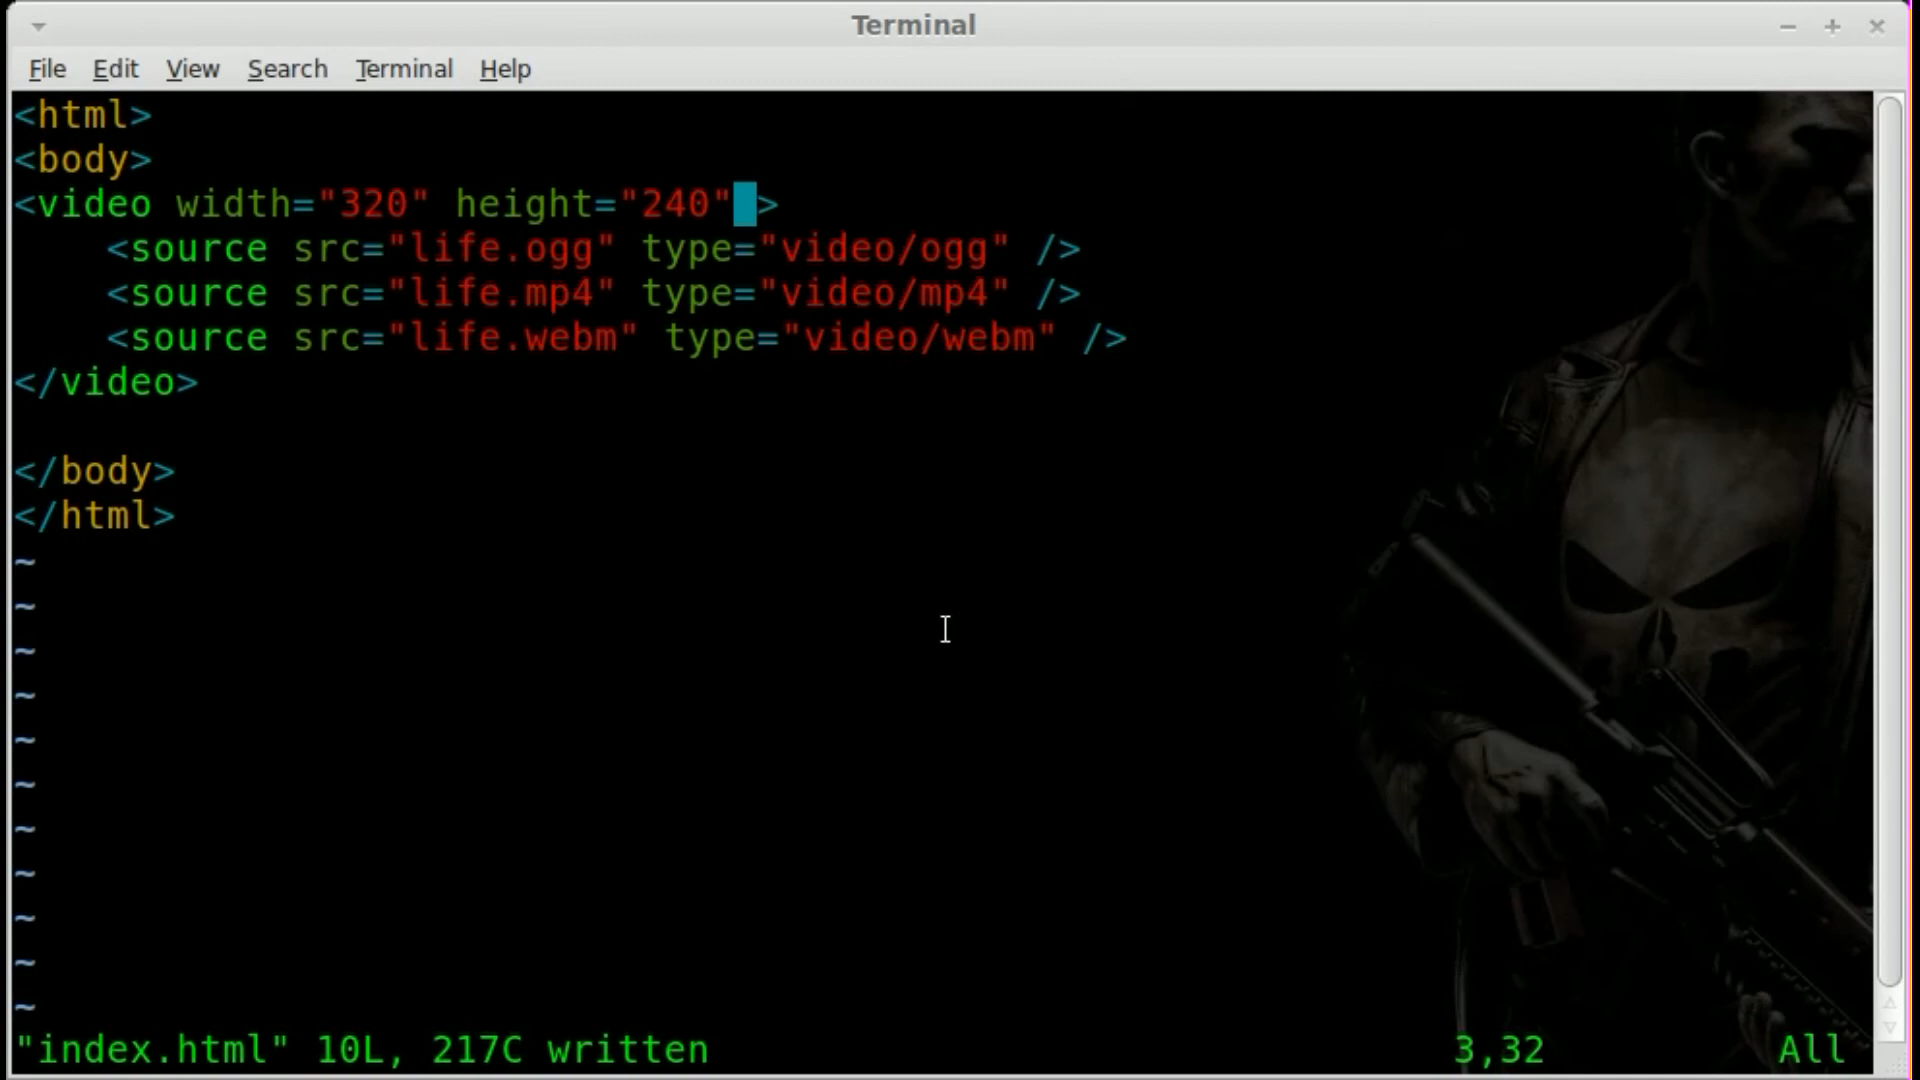 Terminal
File Edit View Search Terminal Help
<html>
<body>
<video width="320" height="240" >
    <source src="life.ogg" type="video/ogg" />
    <source src="life.mp4" type="video/mp4" />
    <source src="life.webm" type="video/webm" />
</video>

</body>
</html>
~
~
~
~
~
~
~
~
~
~
~
"index.html" 10L, 217C written 3,32 All